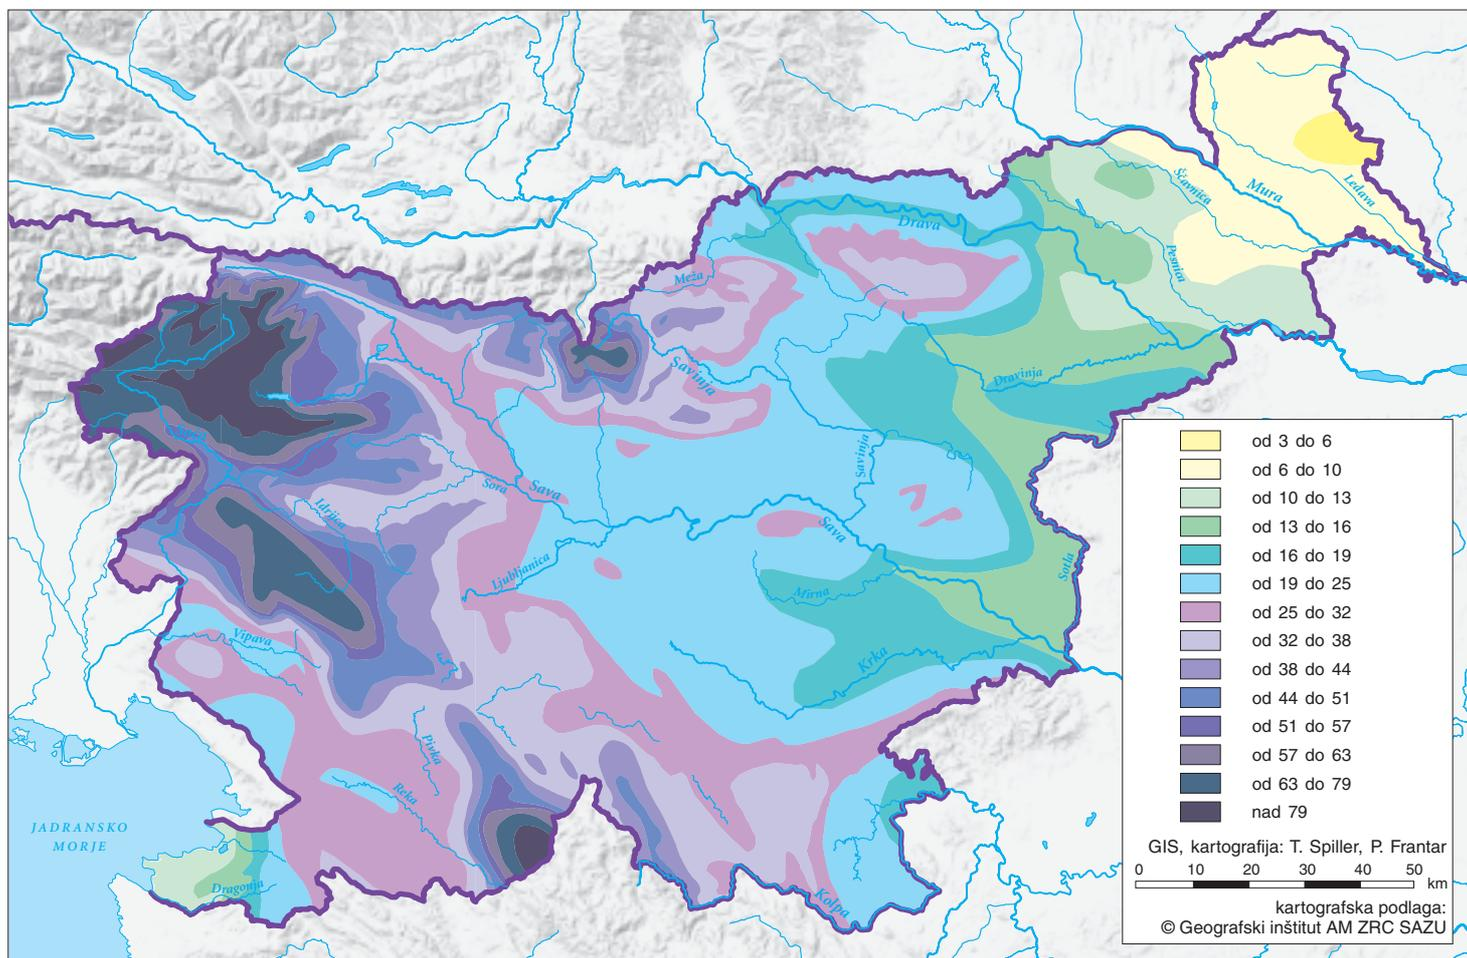 Ščavnica
Mura
Ledava
Drava
Pesnica
Meža
Savinja
Dravinja
Savinja
Sora
Sava
Idrijca
Sava
Ljubljanica
Mirna
Sotla
Vipava
Krka
Pivka
Reka
JADRANSKO
MORJE
Dragonja
Kolpa
od 3 do 6
od 6 do 10
od 10 do 13
od 13 do 16
od 16 do 19
od 19 do 25
od 25 do 32
od 32 do 38
od 38 do 44
od 44 do 51
od 51 do 57
od 57 do 63
od 63 do 79
nad 79
GIS, kartografija: T. Spiller, P. Frantar
0 10 20 30 40 50
km
kartografska podlaga:
© Geografski inštitut AM ZRC SAZU